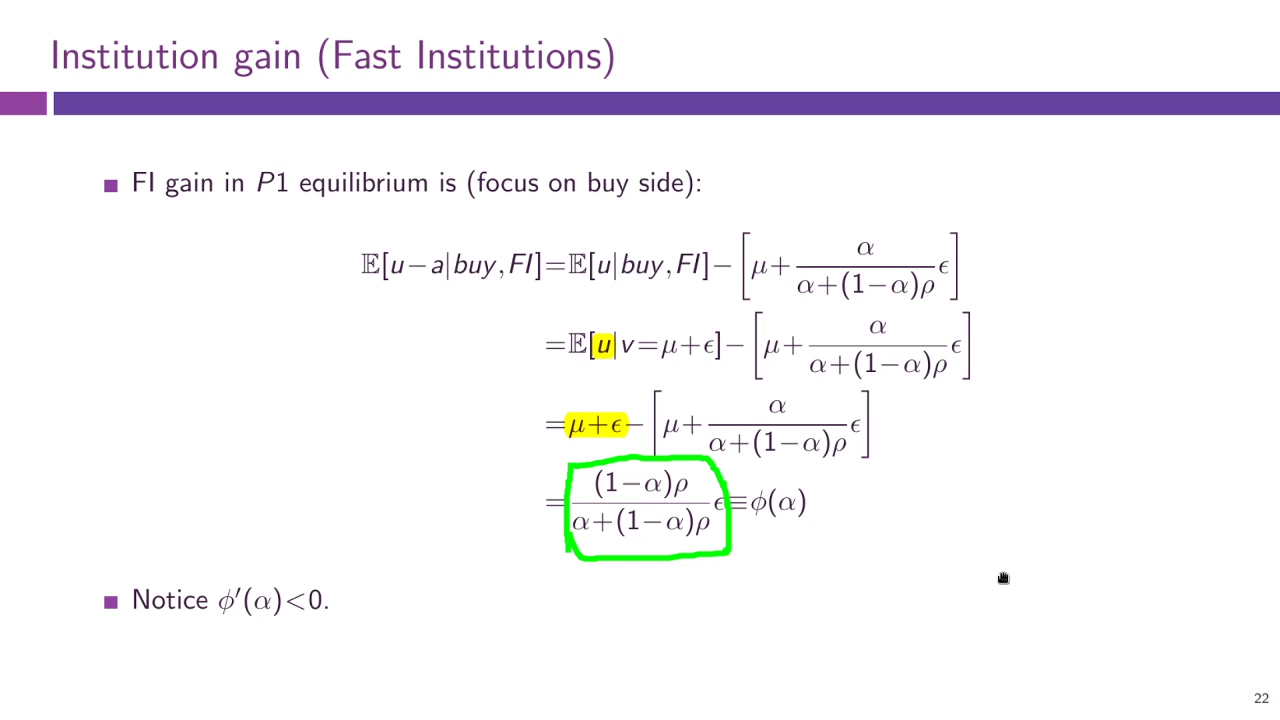 Institution gain (Fast Institutions)
FI gain in P1 equilibrium is (focus on buy side):
𝔼[u−a|buy,FI]=𝔼[u|buy,FI]−[μ+ α/(α+(1−α)ρ) ϵ]
=𝔼[u|v=μ+ϵ]−[μ+ α/(α+(1−α)ρ) ϵ]
=μ+ϵ−[μ+ α/(α+(1−α)ρ) ϵ]
= (1−α)ρ/(α+(1−α)ρ) ϵ≡ϕ(α)
Notice ϕ′(α)<0.
22